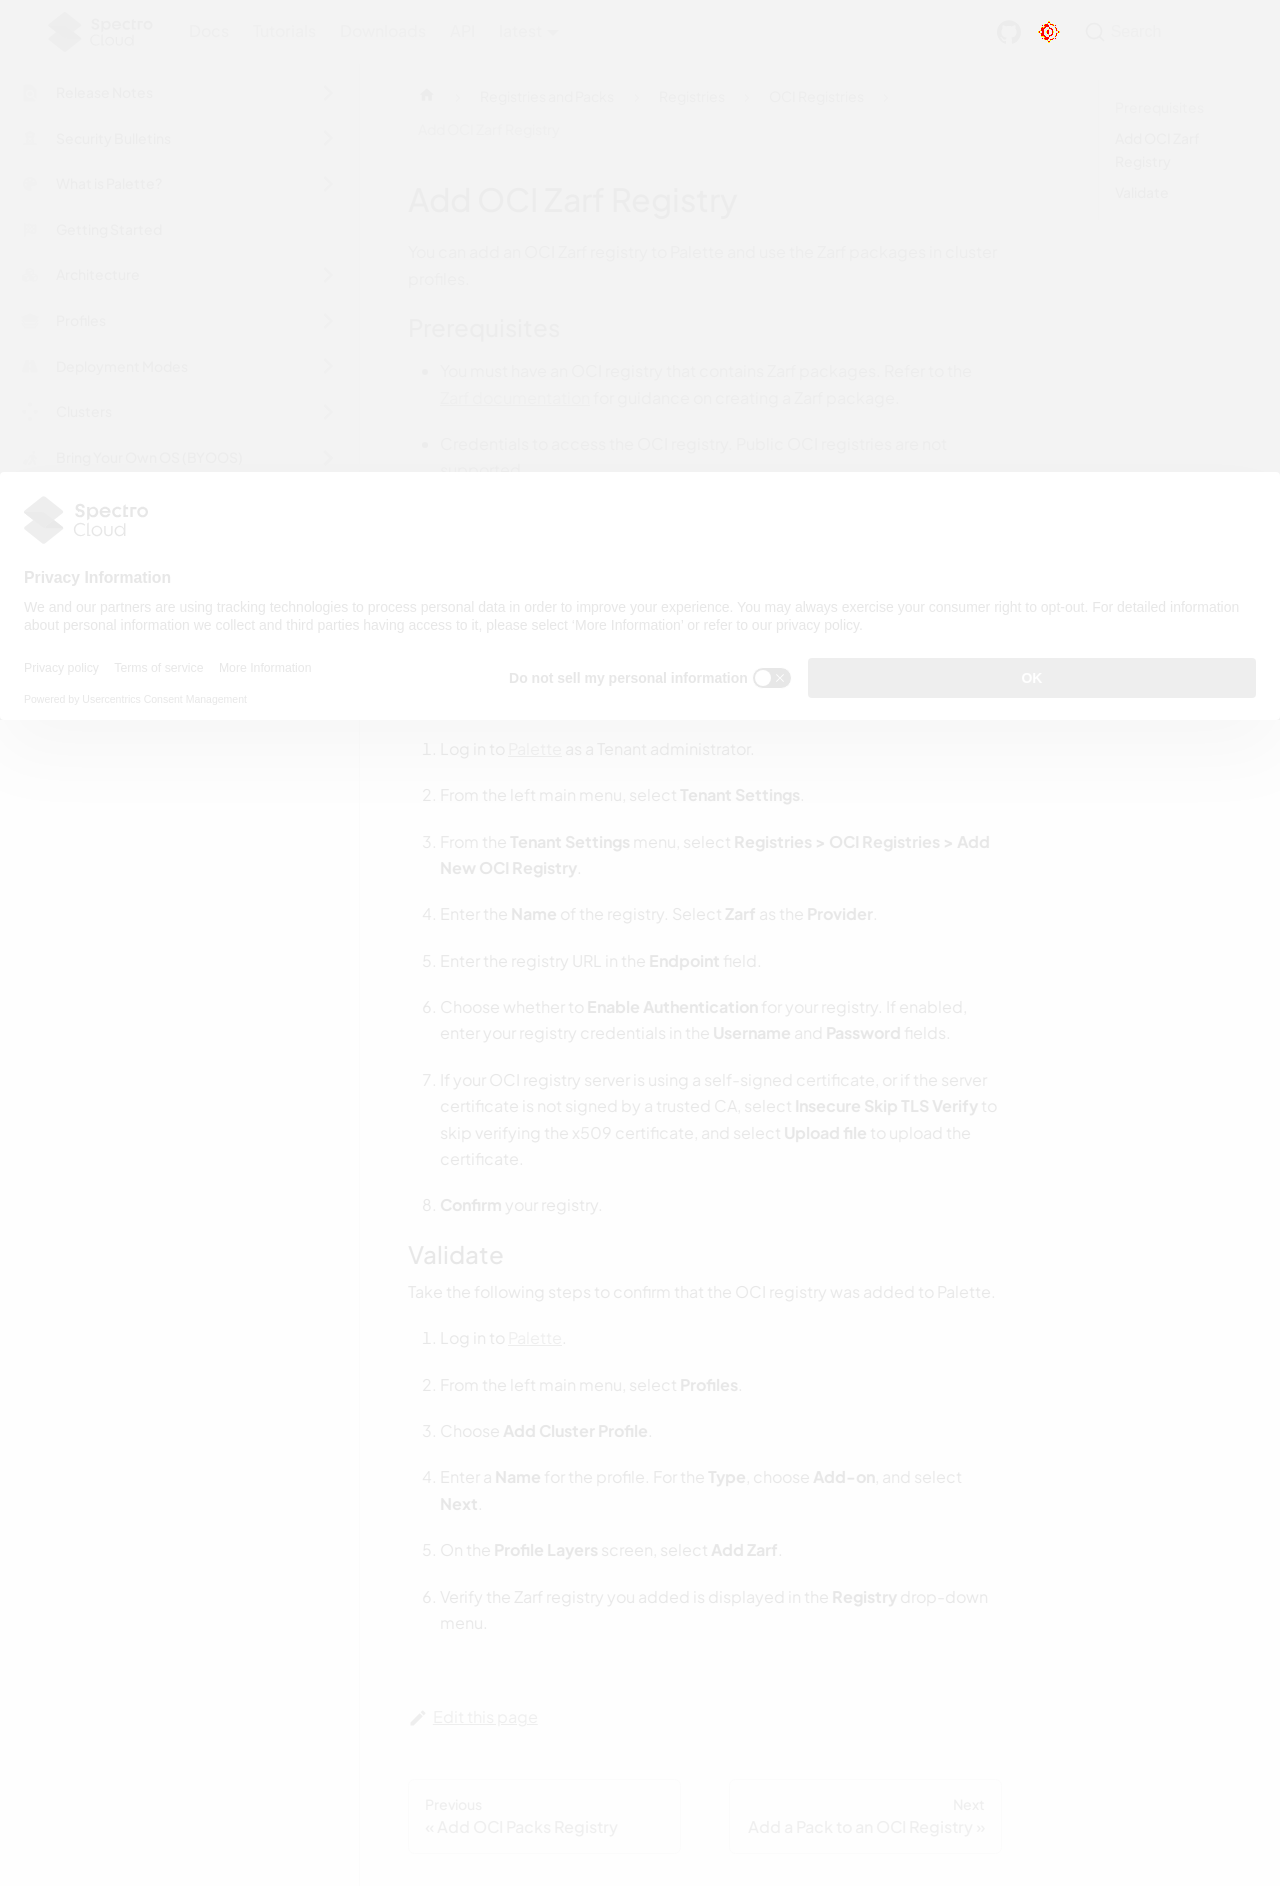 Spectro Cloud
Docs Tutorials Downloads API latest
Search
Release Notes
Security Bulletins
What is Palette?
Getting Started
Architecture
Profiles
Deployment Modes
Clusters
Bring Your Own OS (BYOOS)
Registries and Packs Registries OCI Registries
Add OCI Zarf Registry
Prerequisites
Add OCI Zarf
Registry
Validate
Add OCI Zarf Registry
You can add an OCI Zarf registry to Palette and use the Zarf packages in cluster
profiles.
Prerequisites
• You must have an OCI registry that contains Zarf packages. Refer to the
Zarf documentation for guidance on creating a Zarf package.
• Credentials to access the OCI registry. Public OCI registries are not
supported.
Spectro
Cloud
Privacy Information
We and our partners are using tracking technologies to process personal data in order to improve your experience. You may always exercise your consumer right to opt-out. For detailed information
about personal information we collect and third parties having access to it, please select ‘More Information’ or refer to our privacy policy.
Privacy policy Terms of service More Information
Powered by Usercentrics Consent Management
Do not sell my personal information
OK
1. Log in to Palette as a Tenant administrator.
2. From the left main menu, select Tenant Settings.
3. From the Tenant Settings menu, select Registries > OCI Registries > Add
New OCI Registry.
4. Enter the Name of the registry. Select Zarf as the Provider.
5. Enter the registry URL in the Endpoint field.
6. Choose whether to Enable Authentication for your registry. If enabled,
enter your registry credentials in the Username and Password fields.
7. If your OCI registry server is using a self-signed certificate, or if the server
certificate is not signed by a trusted CA, select Insecure Skip TLS Verify to
skip verifying the x509 certificate, and select Upload file to upload the
certificate.
8. Confirm your registry.
Validate
Take the following steps to confirm that the OCI registry was added to Palette.
1. Log in to Palette.
2. From the left main menu, select Profiles.
3. Choose Add Cluster Profile.
4. Enter a Name for the profile. For the Type, choose Add-on, and select
Next.
5. On the Profile Layers screen, select Add Zarf.
6. Verify the Zarf registry you added is displayed in the Registry drop-down
menu.
Edit this page
Previous
« Add OCI Packs Registry
Next
Add a Pack to an OCI Registry »